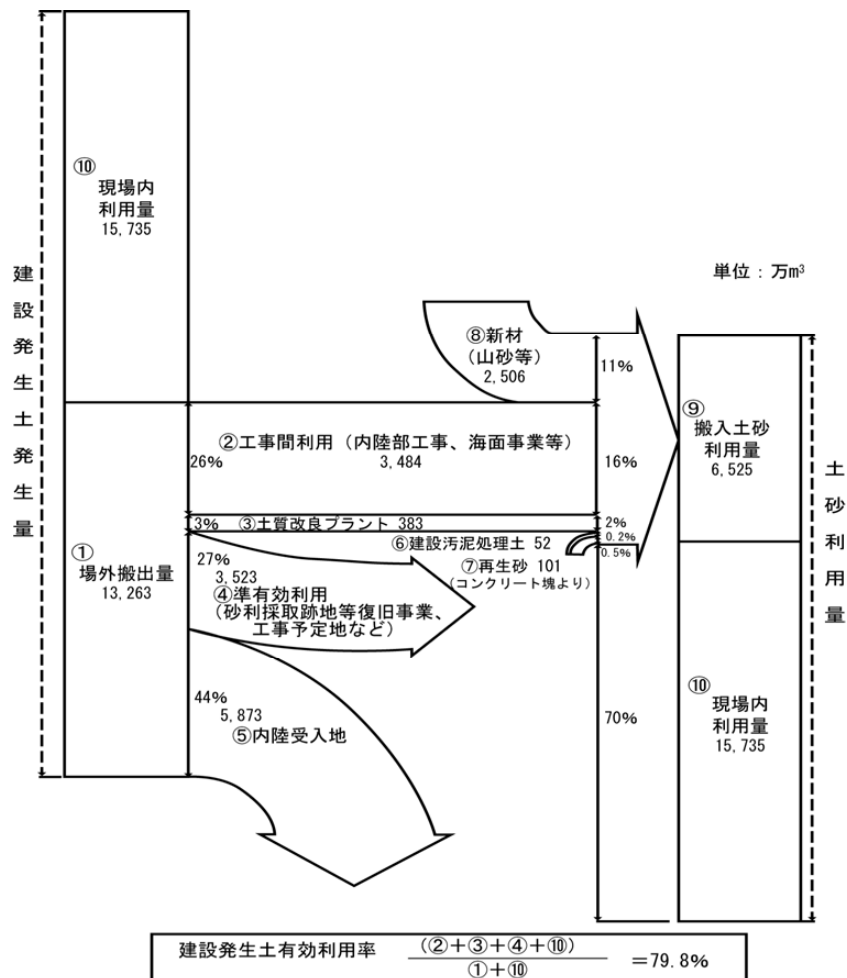 ⑩
現場内
利用量
15,735
建設発生土発生量
単位：万m³
⑧新材
（山砂等）
2,506
11%
⑨
搬入土砂
利用量
6,525
②工事間利用（内陸部工事、海面事業等）
26%
3,484
16%
土砂利用量
3%
③土質改良プラント 383
2%
⑥建設汚泥処理土 52
0.2%
①
場外搬出量
13,263
27%
3,523
④準有効利用
（砂利採取跡地等復旧事業、
工事予定地など）
⑦再生砂 101
（コンクリート塊より）
0.5%
44%
5,873
⑤内陸受入地
70%
⑩
現場内
利用量
15,735
建設発生土有効利用率
（②＋③＋④＋⑩）
①＋⑩
＝79.8%